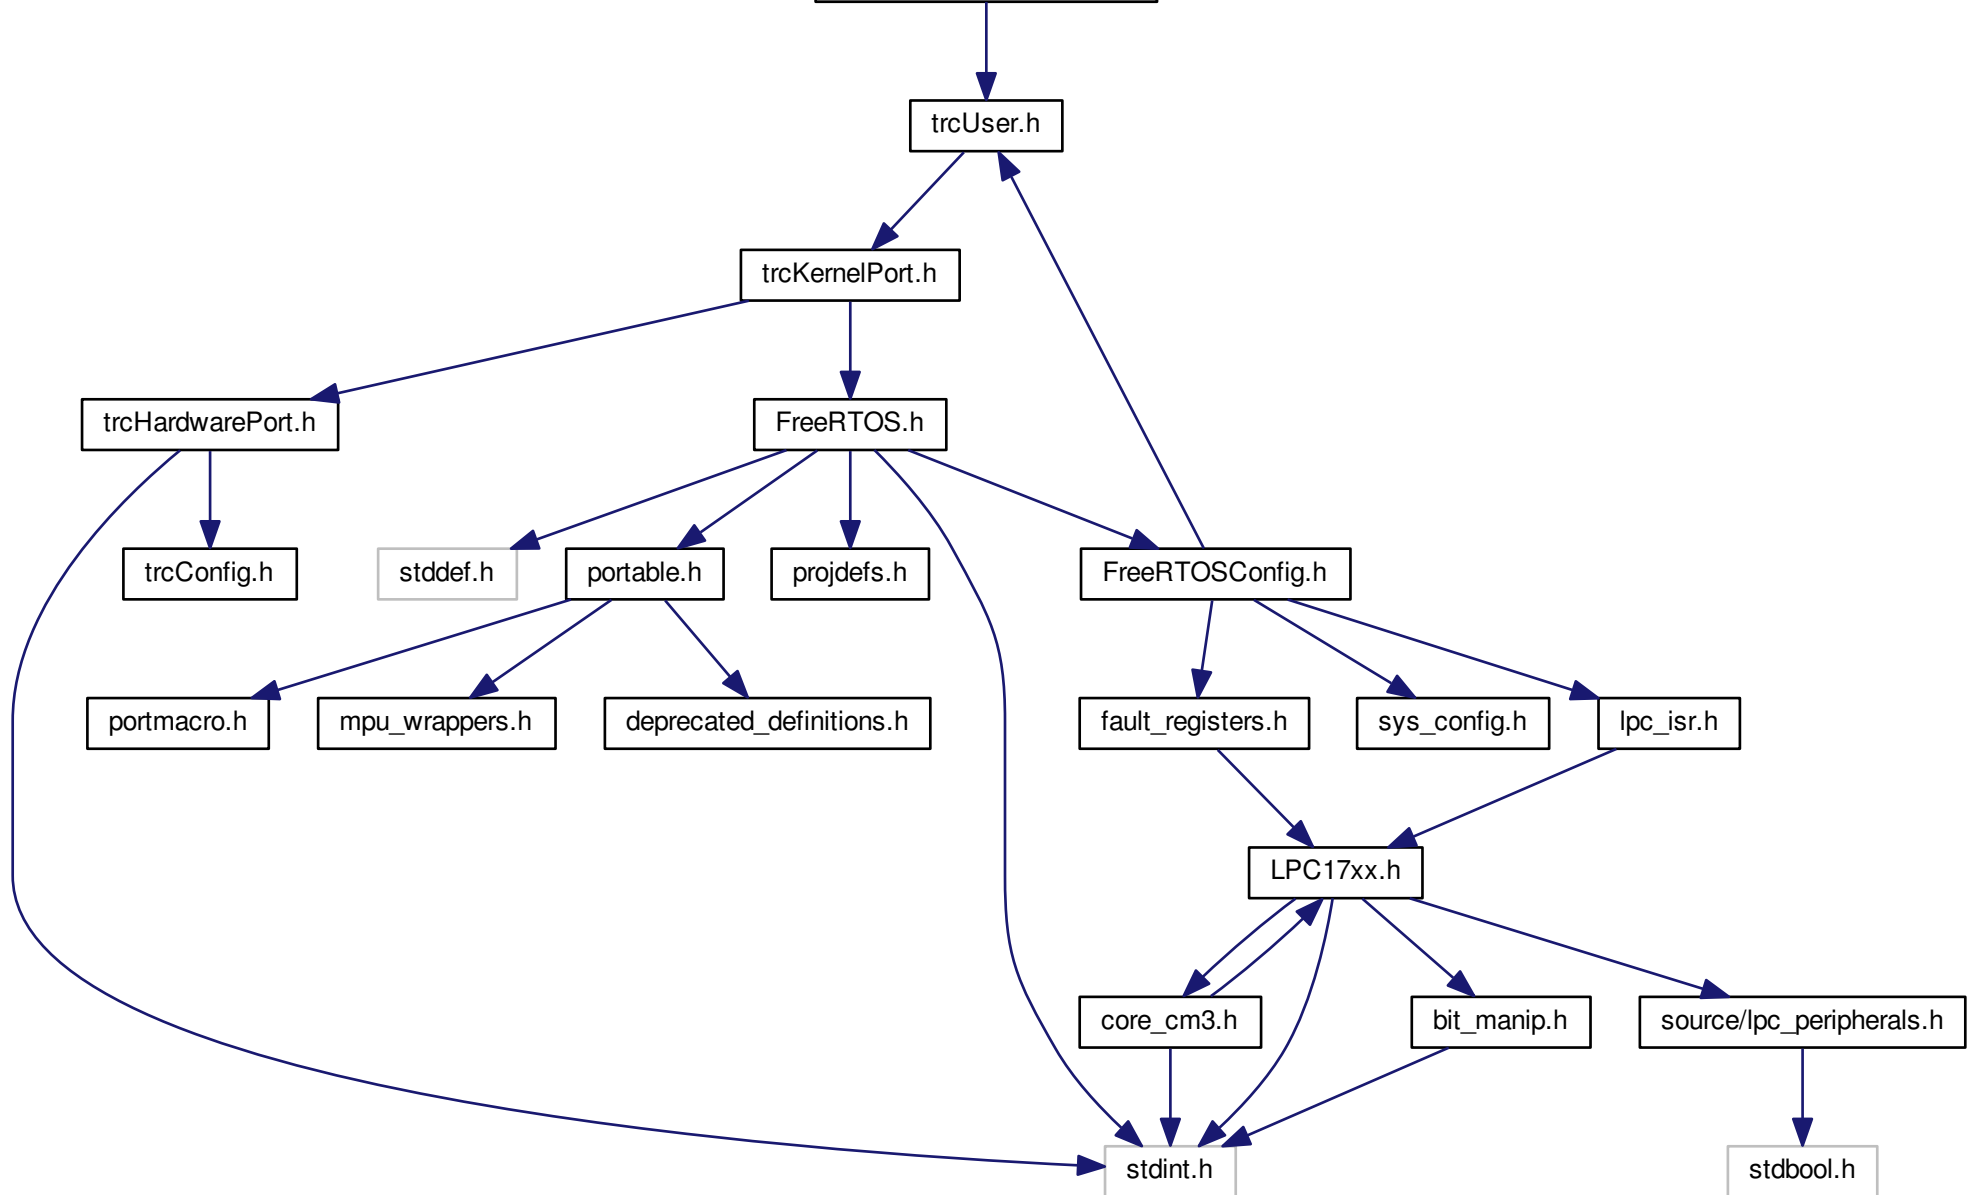 trcUser.h
trcKernelPort.h
trcHardwarePort.h
FreeRTOS.h
trcConfig.h
stddef.h
portable.h
projdefs.h
FreeRTOSConfig.h
portmacro.h
mpu_wrappers.h
deprecated_definitions.h
fault_registers.h
sys_config.h
lpc_isr.h
LPC17xx.h
core_cm3.h
bit_manip.h
source/lpc_peripherals.h
stdint.h
stdbool.h